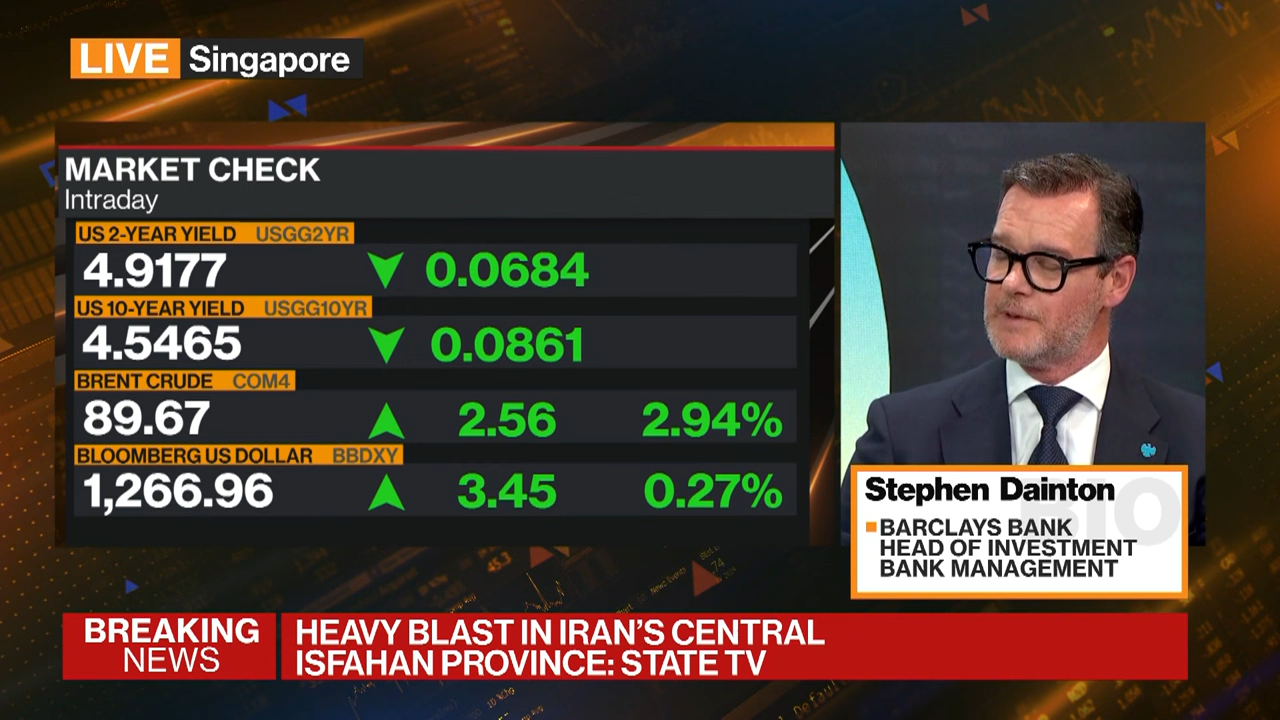 LIVE Singapore
MARKET CHECK
Intraday
US 2-YEAR YIELD USGG2YR
4.9177 ▼ 0.0684
US 10-YEAR YIELD USGG10YR
4.5465 ▼ 0.0861
BRENT CRUDE COM4
89.67 ▲ 2.56 2.94%
BLOOMBERG US DOLLAR BBDXY
1,266.96 ▲ 3.45 0.27%
Stephen Dainton
BIO
BARCLAYS BANK
HEAD OF INVESTMENT
BANK MANAGEMENT
BREAKING
NEWS
HEAVY BLAST IN IRAN'S CENTRAL
ISFAHAN PROVINCE: STATE TV